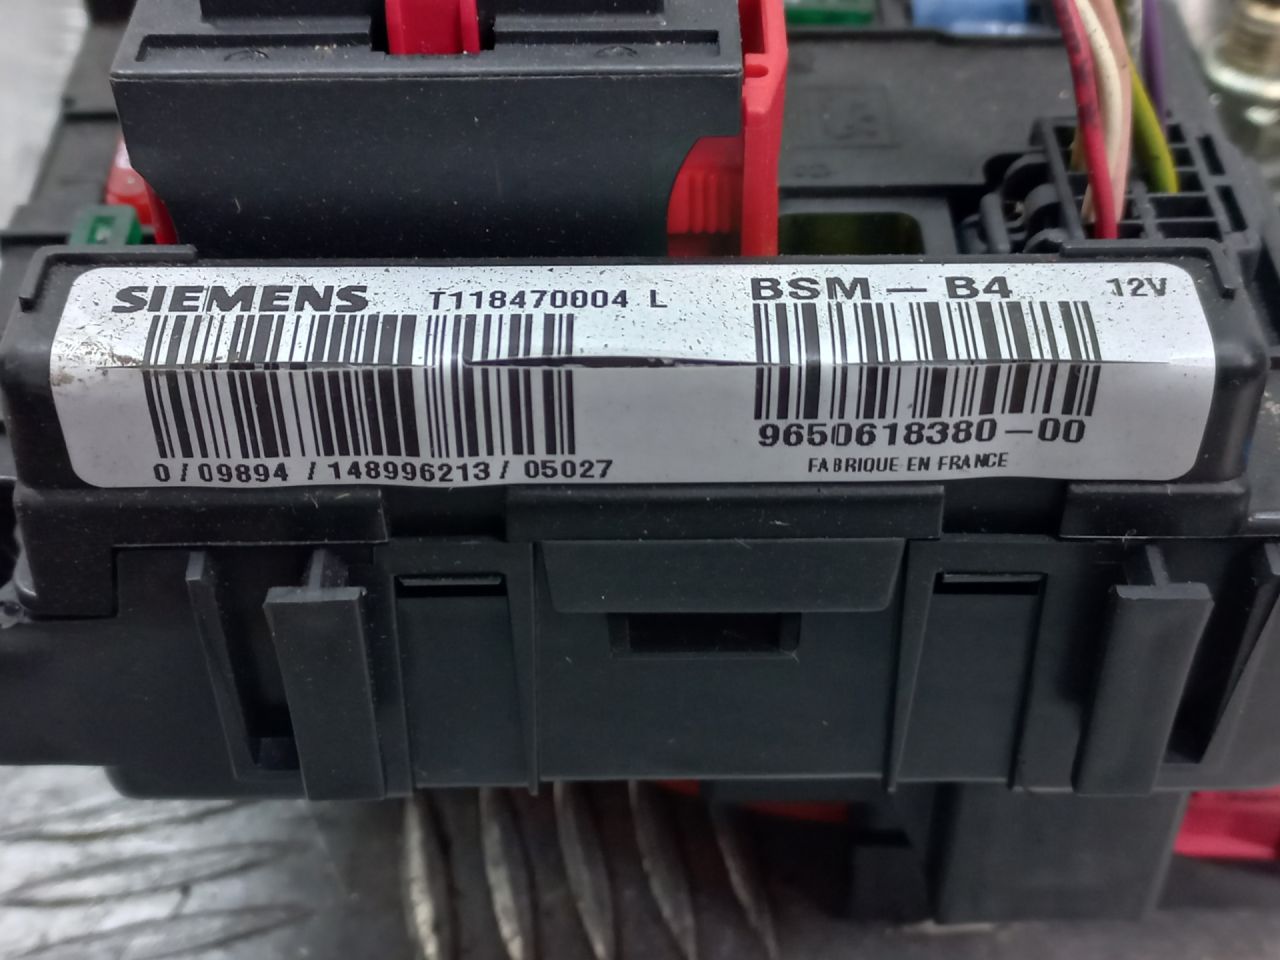 SIEMENS T118470004 L BSM - B4 12V
9650618380-00
0/09894/148996213/05027 FABRIQUE EN FRANCE